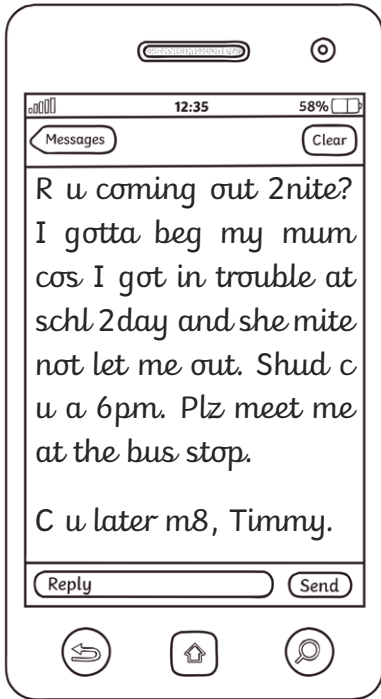 12:35 58%
Messages Clear
R u coming out 2nite?
I gotta beg my mum
cos I got in trouble at
schl 2day and she mite
not let me out. Shud c
u a 6pm. Plz meet me
at the bus stop.
C u later m8, Timmy.
Reply Send